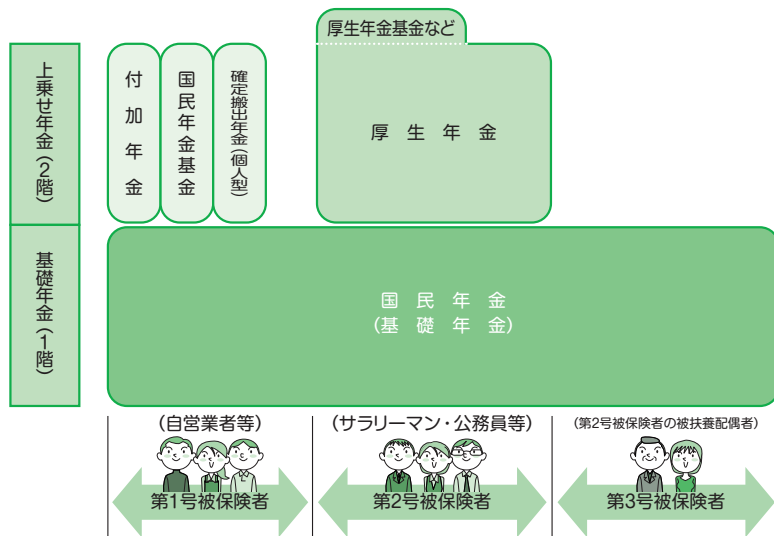 厚生年金基金など
上乗せ年金(2階)
付加年金
国民年金基金
確定搬出年金(個人型)
厚生年金
基礎年金(1階)
国民年金
(基礎年金)
(自営業者等)
(サラリーマン・公務員等)
(第2号被保険者の被扶養配偶者)
第1号被保険者
第2号被保険者
第3号被保険者